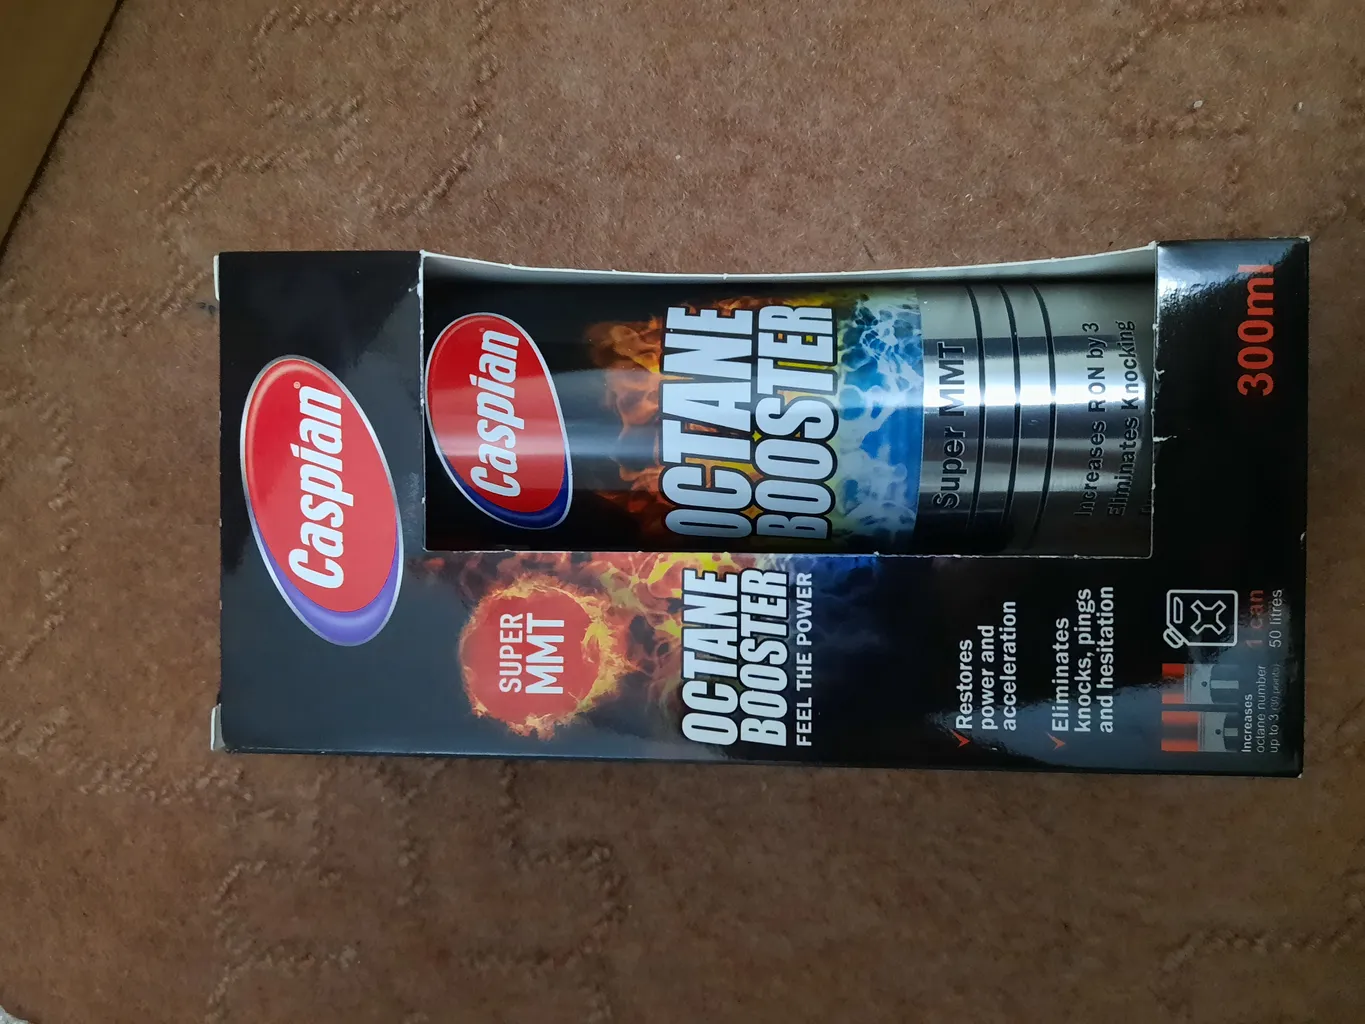 Caspian
SUPER
MMT
OCTANE
BOOSTER
FEEL THE POWER
Restores
power and
acceleration
Eliminates
knocks, pings
and hesitation
Increases
octane number
up to 3 (30 points)
1 can
50 litres
300ml
Caspian
OCTANE
BOOSTER
Super MMT
Increases RON by 3
Eliminates Knocking